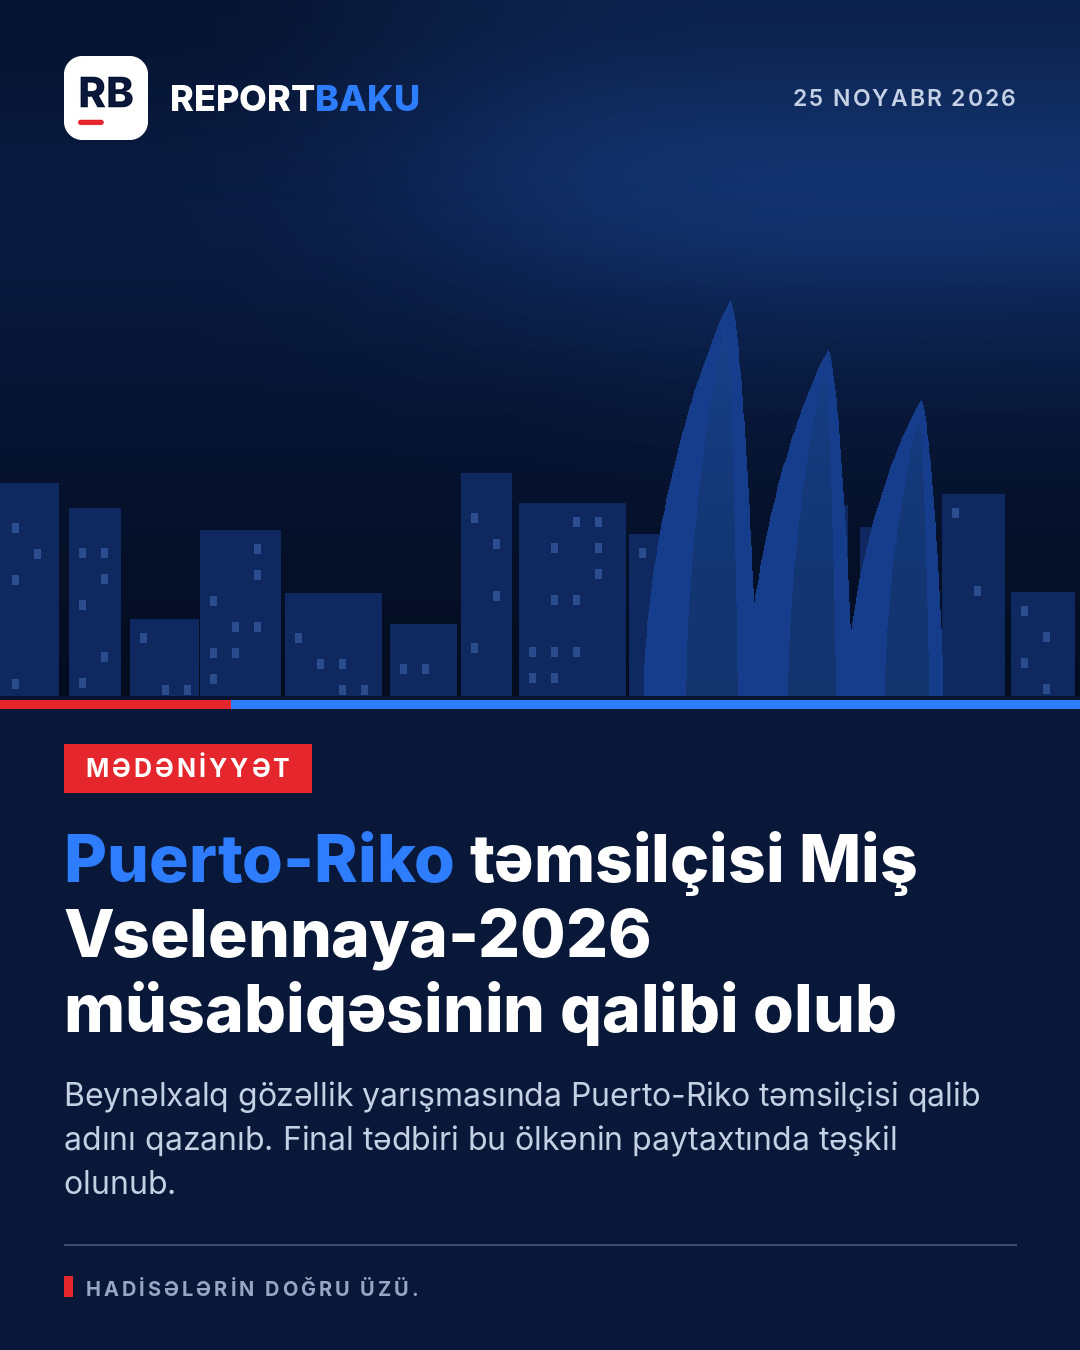 RB
REPORTBAKU
25 NOYABR 2026
MƏDƏNİYYƏT
Puerto-Riko təmsilçisi Miş
Vselennaya-2026
müsabiqəsinin qalibi olub
Beynəlxalq gözəllik yarışmasında Puerto-Riko təmsilçisi qalib
adını qazanıb. Final tədbiri bu ölkənin paytaxtında təşkil
olunub.
HADİSƏLƏRİN DOĞRU ÜZÜ.